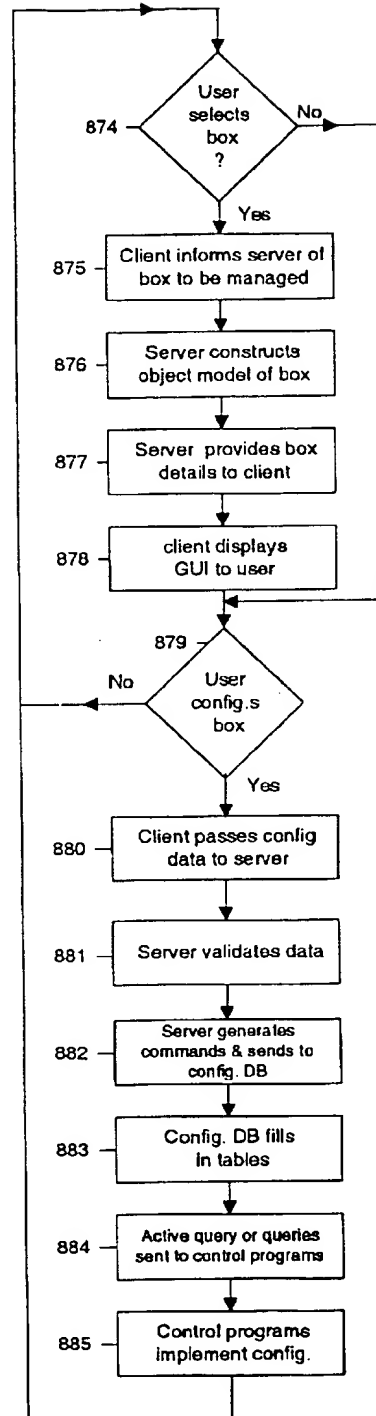 User
selects
box
?
874
No
Yes
Client informs server of
box to be managed
875
Server constructs
object model of box
876
Server provides box
details to client
877
client displays
GUI to user
878
879
User
config.s
box
No
Yes
Client passes config
data to server
880
Server validates data
881
Server generates
commands & sends to
config. DB
882
Config. DB fills
in tables
883
Active query or queries
sent to control programs
884
Control programs
implement config.
885